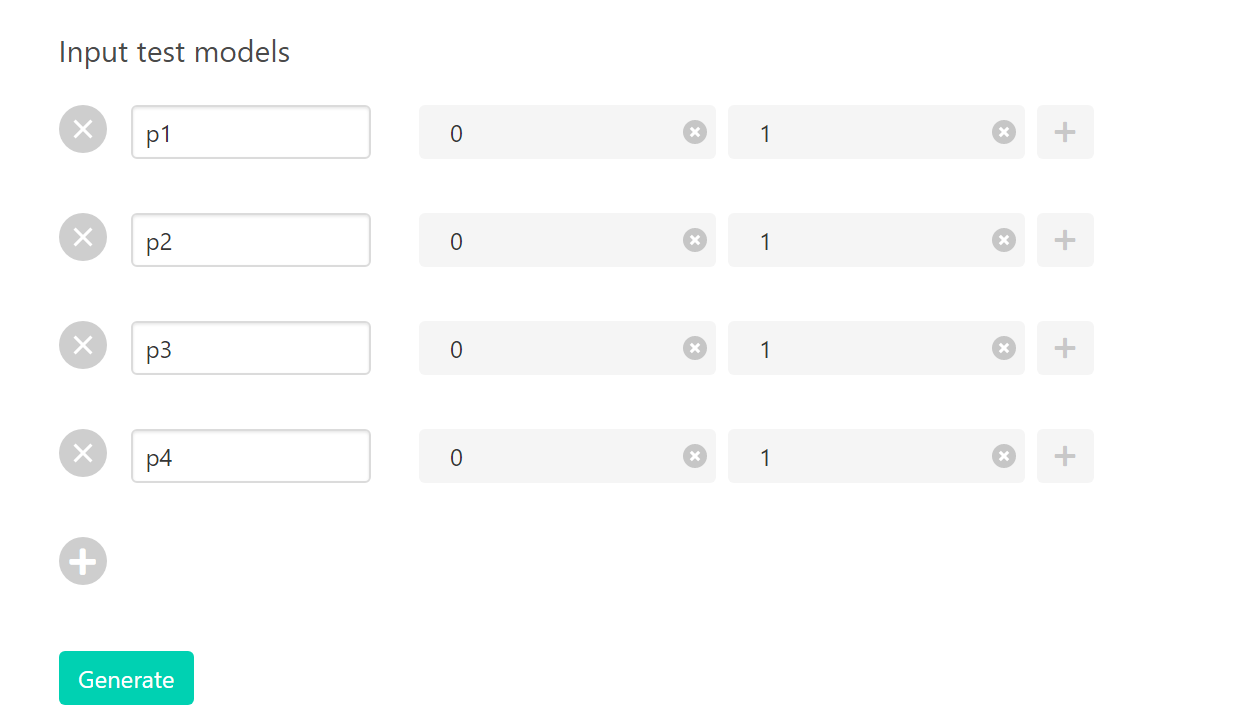 Input test models
p1 0 1
p2 0 1
p3 0 1
p4 0 1
Generate